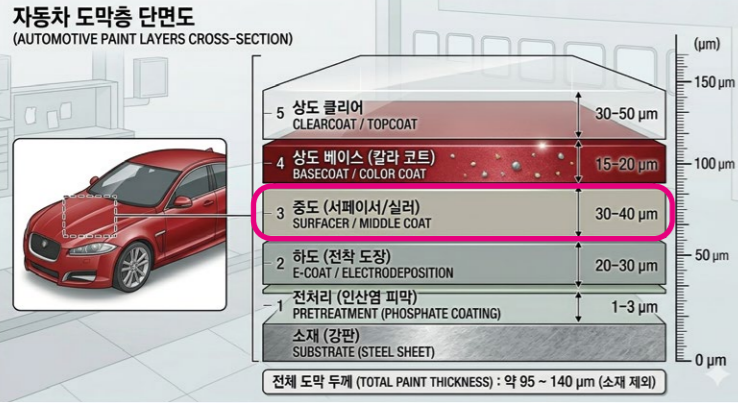 자동차 도막층 단면도
(AUTOMOTIVE PAINT LAYERS CROSS-SECTION)
(μm)
150 μm
5 상도 클리어
CLEARCOAT / TOPCOAT
30-50 μm
4 상도 베이스 (칼라 코트)
BASECOAT / COLOR COAT
15-20 μm
100 μm
3 중도 (서페이서/실러)
SURFACER / MIDDLE COAT
30-40 μm
2 하도 (전착 도장)
E-COAT / ELECTRODEPOSITION
20-30 μm
50 μm
1 전처리 (인산염 피막)
PRETREATMENT (PHOSPHATE COATING)
1-3 μm
소재 (강판)
SUBSTRATE (STEEL SHEET)
0 μm
전체 도막 두께 (TOTAL PAINT THICKNESS) : 약 95 ~ 140 μm (소재 제외)